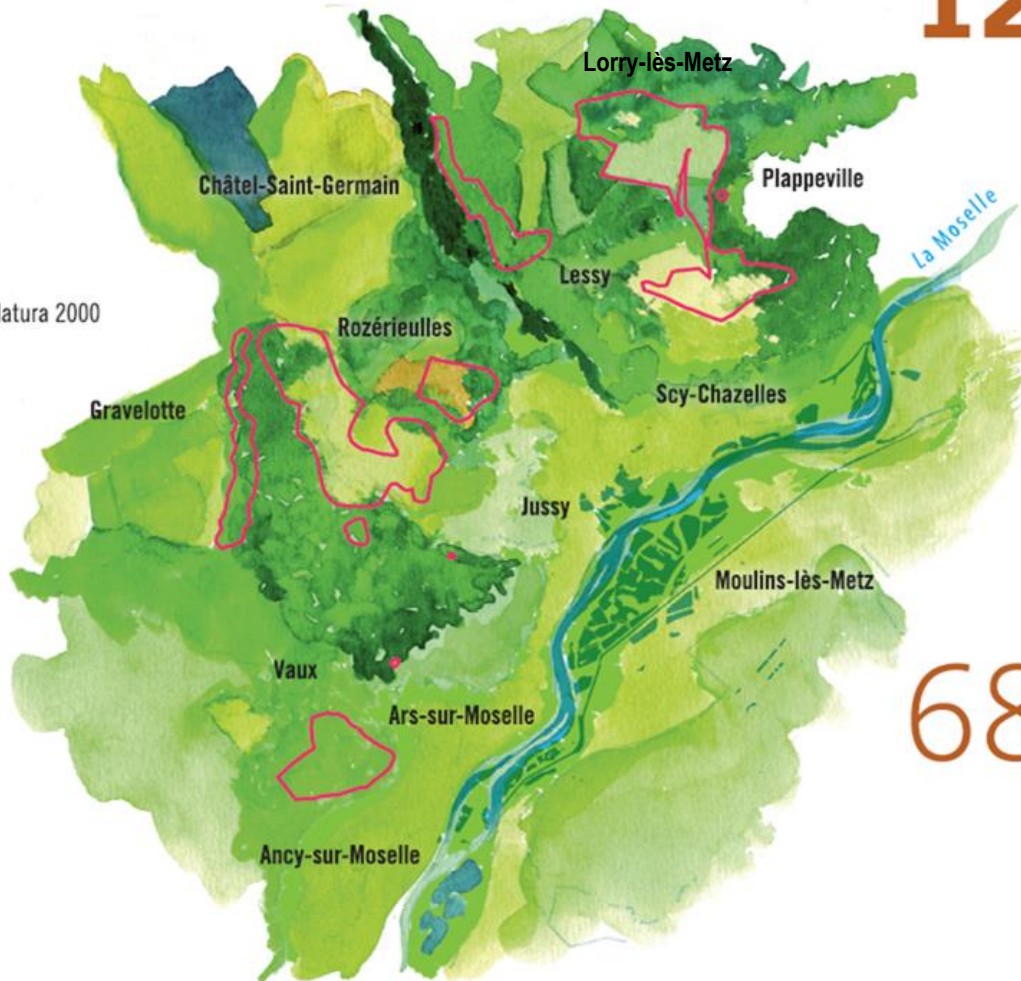 12
Lorry-lès-Metz
Châtel-Saint-Germain
Plappeville
La Moselle
Lessy
atura 2000
Rozérieulles
Scy-Chazelles
Gravelotte
Jussy
Moulins-lès-Metz
Vaux
Ars-sur-Moselle
68
Ancy-sur-Moselle